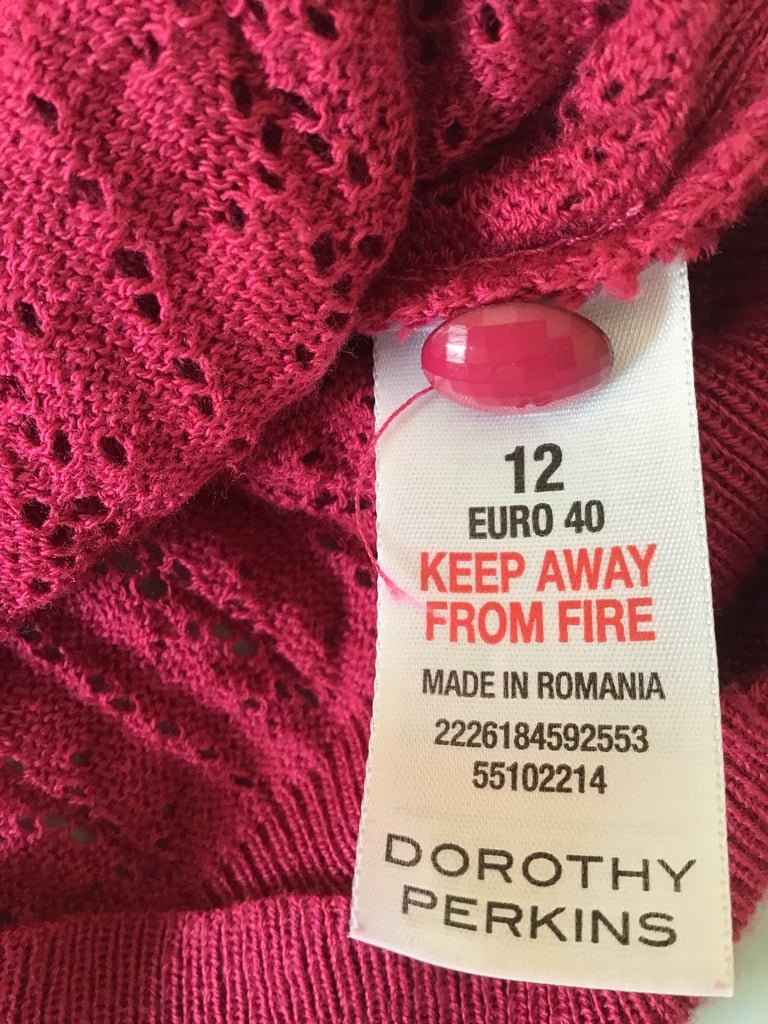 12
EURO 40
KEEP AWAY
FROM FIRE
MADE IN ROMANIA
2226184592553
55102214
DOROTHY
PERKINS